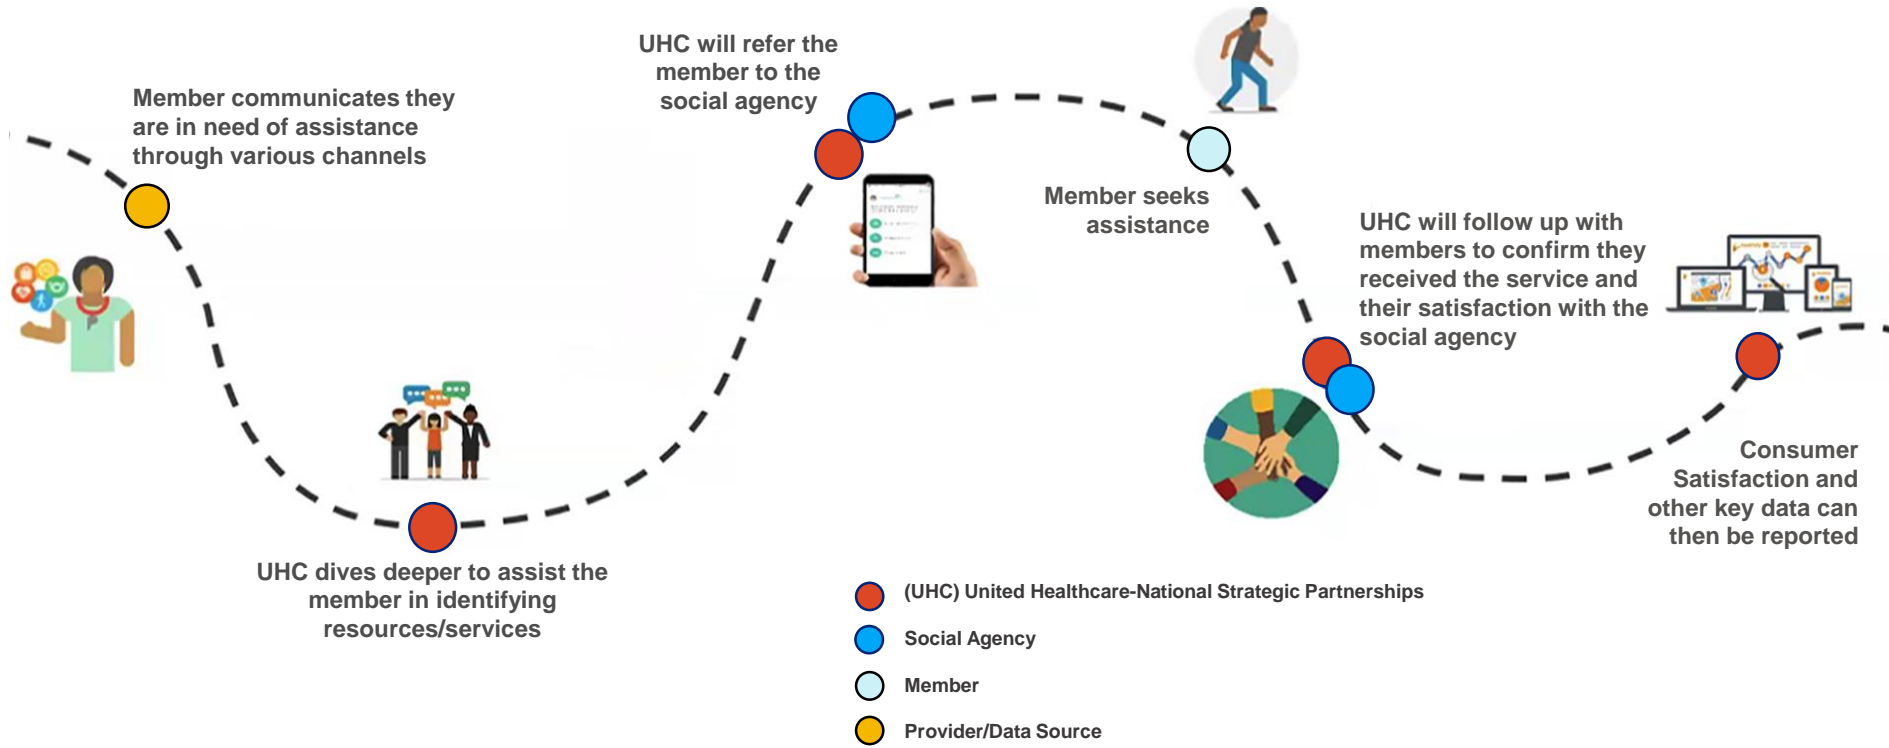 Member communicates they
are in need of assistance
through various channels
UHC dives deeper to assist the
member in identifying
resources/services
UHC will refer the
member to the
social agency
Member seeks
assistance
UHC will follow up with
members to confirm they
received the service and
their satisfaction with the
social agency
Consumer
Satisfaction and
other key data can
then be reported
(UHC) United Healthcare-National Strategic Partnerships
Social Agency
Member
Provider/Data Source